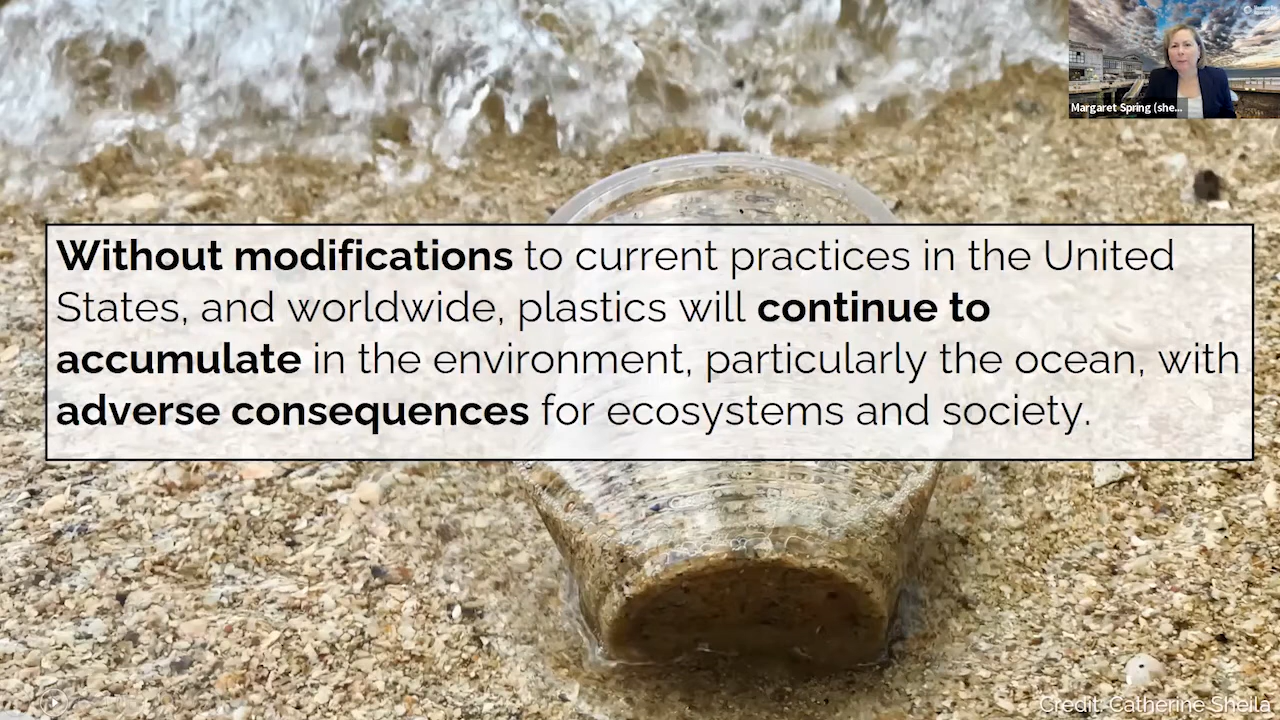 Margaret Spring (she...
Without modifications to current practices in the United
States, and worldwide, plastics will continue to
accumulate in the environment, particularly the ocean, with
adverse consequences for ecosystems and society.
Credit: Catherine Sheila